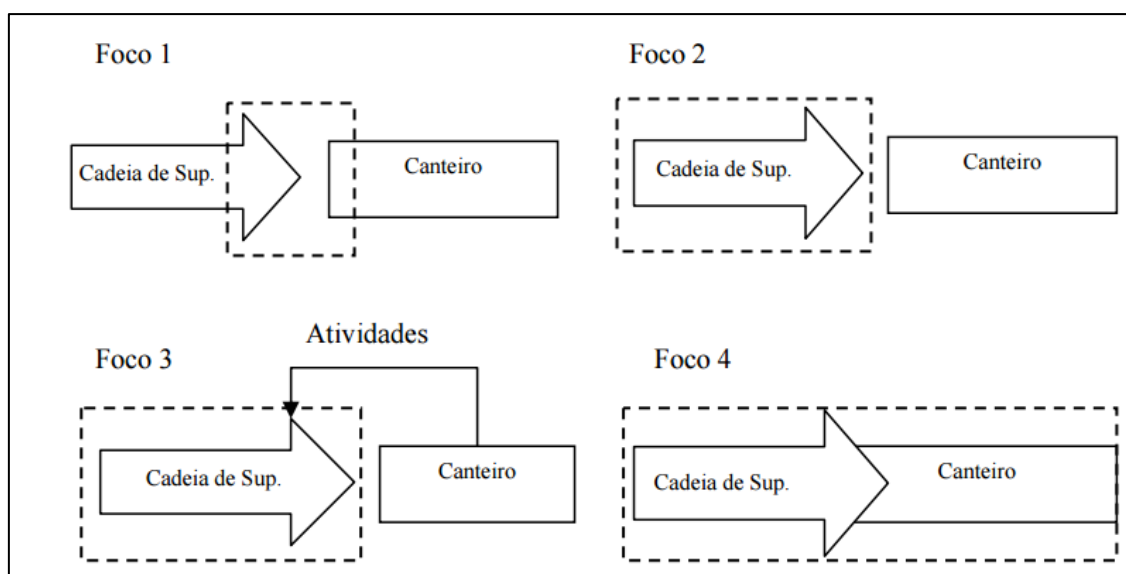 Foco 1
Foco 2
Cadeia de Sup.
Canteiro
Cadeia de Sup.
Canteiro
Atividades
Foco 3
Foco 4
Cadeia de Sup.
Canteiro
Cadeia de Sup.
Canteiro